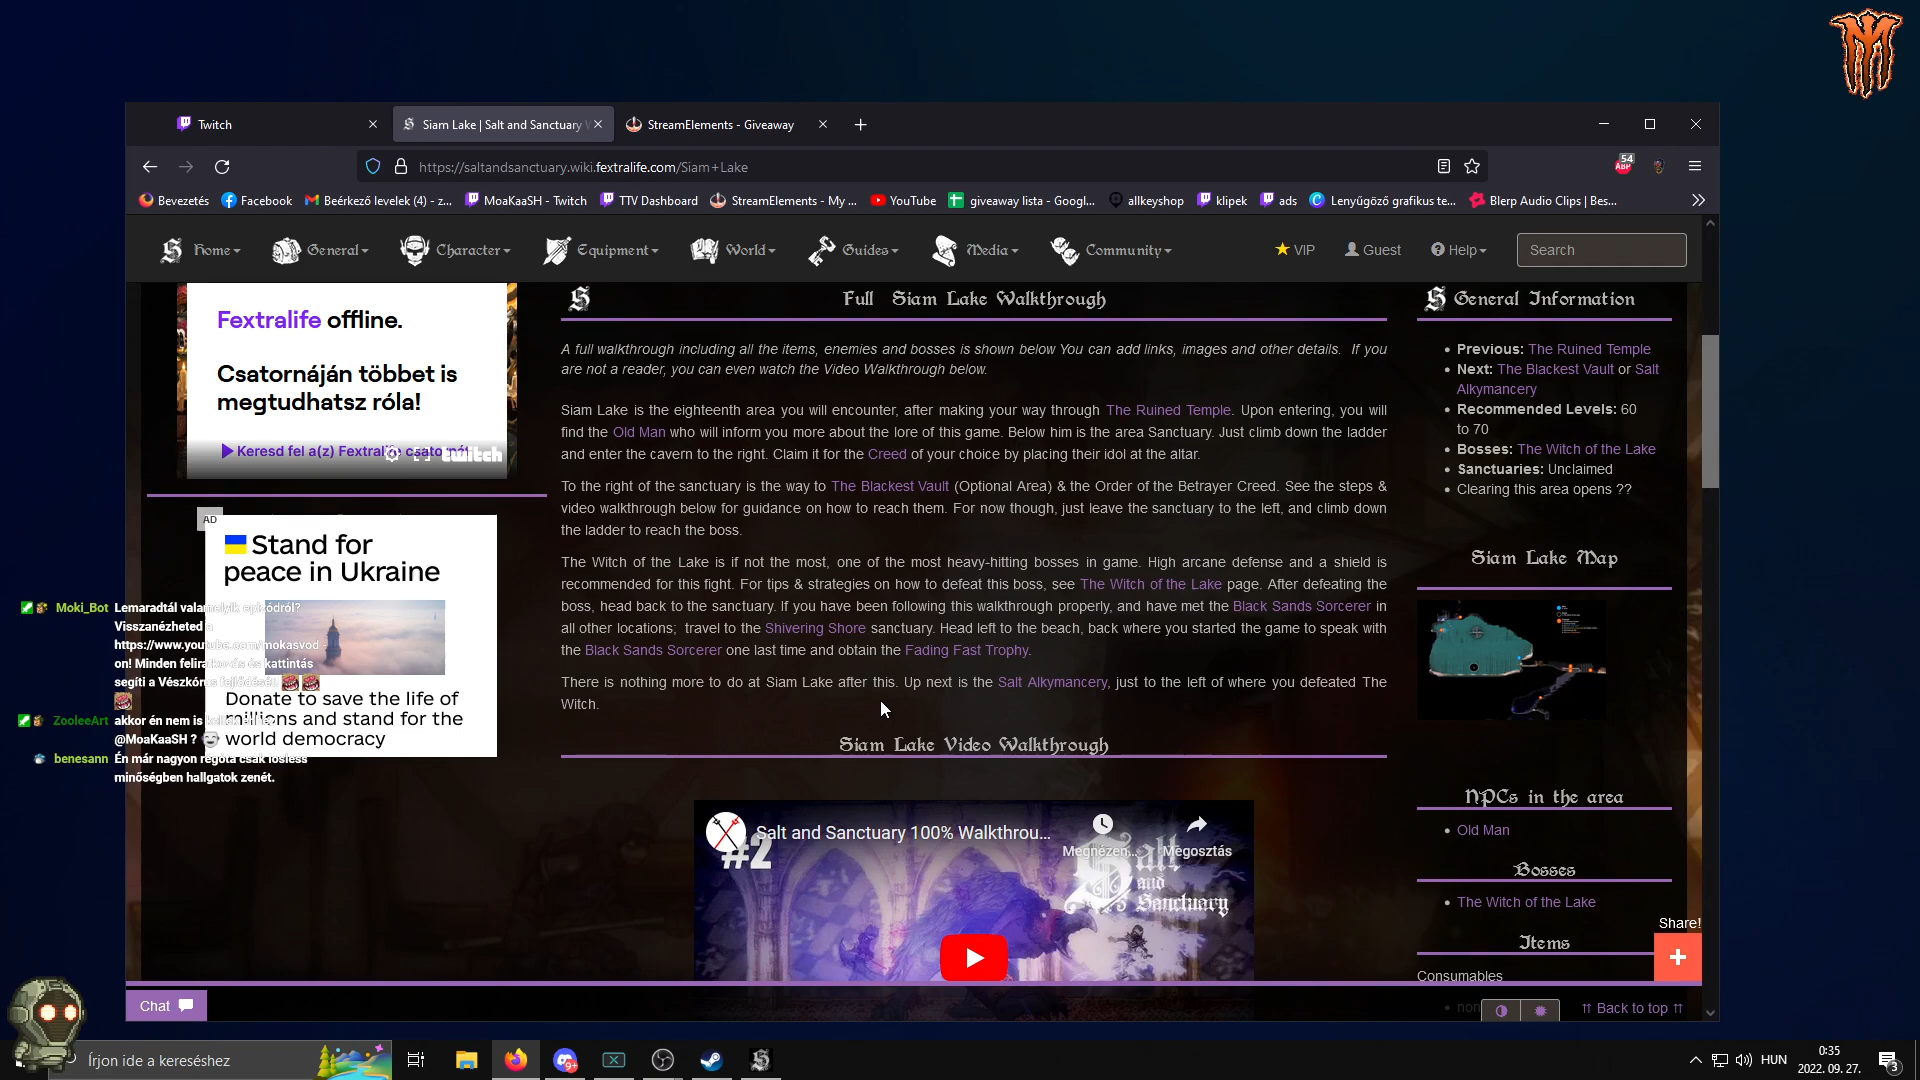 Twitch
Siam Lake | Salt and Sanctuary
StreamElements - Giveaway
https://saltandsanctuary.wiki.fextralife.com/Siam+Lake
54
ABP
Bevezetés
Facebook
Beérkező levelek (4) - z...
MoaKaaSH - Twitch
TTV Dashboard
StreamElements - My ...
YouTube
giveaway lista - Googl...
allkeyshop
klipek
ads
Lenyűgöző grafikus te...
Blerp Audio Clips | Bes...
Home
General
Character
Equipment
World
Guides
Media
Community
VIP
Guest
Help
Search
Fextralife offline.
Csatornáján többet is
megtudhatsz róla!
Keresd fel a(z) Fextralife csatornát
twitch
AD
Stand for
peace in Ukraine
Donate to save the life of
millions and stand for the
world democracy
Moki_Bot Lemaradtál valamelyik epizódról?
Visszanézheted a
https://www.youtube.com/mokasvod -
on! Minden feliratkozás és kattintás
segíti a Vészkórus fejlődését.
ZooleeArt akkor én nem is
@MoaKaaSH ?
benesann Én már nagyon régóta csak lossless
minőségben hallgatok zenét.
Full Siam Lake Walkthrough
A full walkthrough including all the items, enemies and bosses is shown below You can add links, images and other details. If you
are not a reader, you can even watch the Video Walkthrough below.
Siam Lake is the eighteenth area you will encounter, after making your way through The Ruined Temple. Upon entering, you will
find the Old Man who will inform you more about the lore of this game. Below him is the area Sanctuary. Just climb down the ladder
and enter the cavern to the right. Claim it for the Creed of your choice by placing their idol at the altar.
To the right of the sanctuary is the way to The Blackest Vault (Optional Area) & the Order of the Betrayer Creed. See the steps &
video walkthrough below for guidance on how to reach them. For now though, just leave the sanctuary to the left, and climb down
the ladder to reach the boss.
The Witch of the Lake is if not the most, one of the most heavy-hitting bosses in game. High arcane defense and a shield is
recommended for this fight. For tips & strategies on how to defeat this boss, see The Witch of the Lake page. After defeating the
boss, head back to the sanctuary. If you have been following this walkthrough properly, and have met the Black Sands Sorcerer in
all other locations; travel to the Shivering Shore sanctuary. Head left to the beach, back where you started the game to speak with
the Black Sands Sorcerer one last time and obtain the Fading Fast Trophy.
There is nothing more to do at Siam Lake after this. Up next is the Salt Alkymancery, just to the left of where you defeated The
Witch.
Siam Lake Video Walkthrough
Salt and Sanctuary 100% Walkthrou...
#2
Megnézen...
Megosztás
Salt
and
Sanctuary
General Information
Previous: The Ruined Temple
Next: The Blackest Vault or Salt
Alkymancery
Recommended Levels: 60
to 70
Bosses: The Witch of the Lake
Sanctuaries: Unclaimed
Clearing this area opens ??
Siam Lake Map
NPCs in the area
Old Man
Bosses
The Witch of the Lake
Items
Consumables
Share!
Chat
Back to top
Írjon ide a kereséshez
9+
HUN
0:35
2022. 09. 27.
3